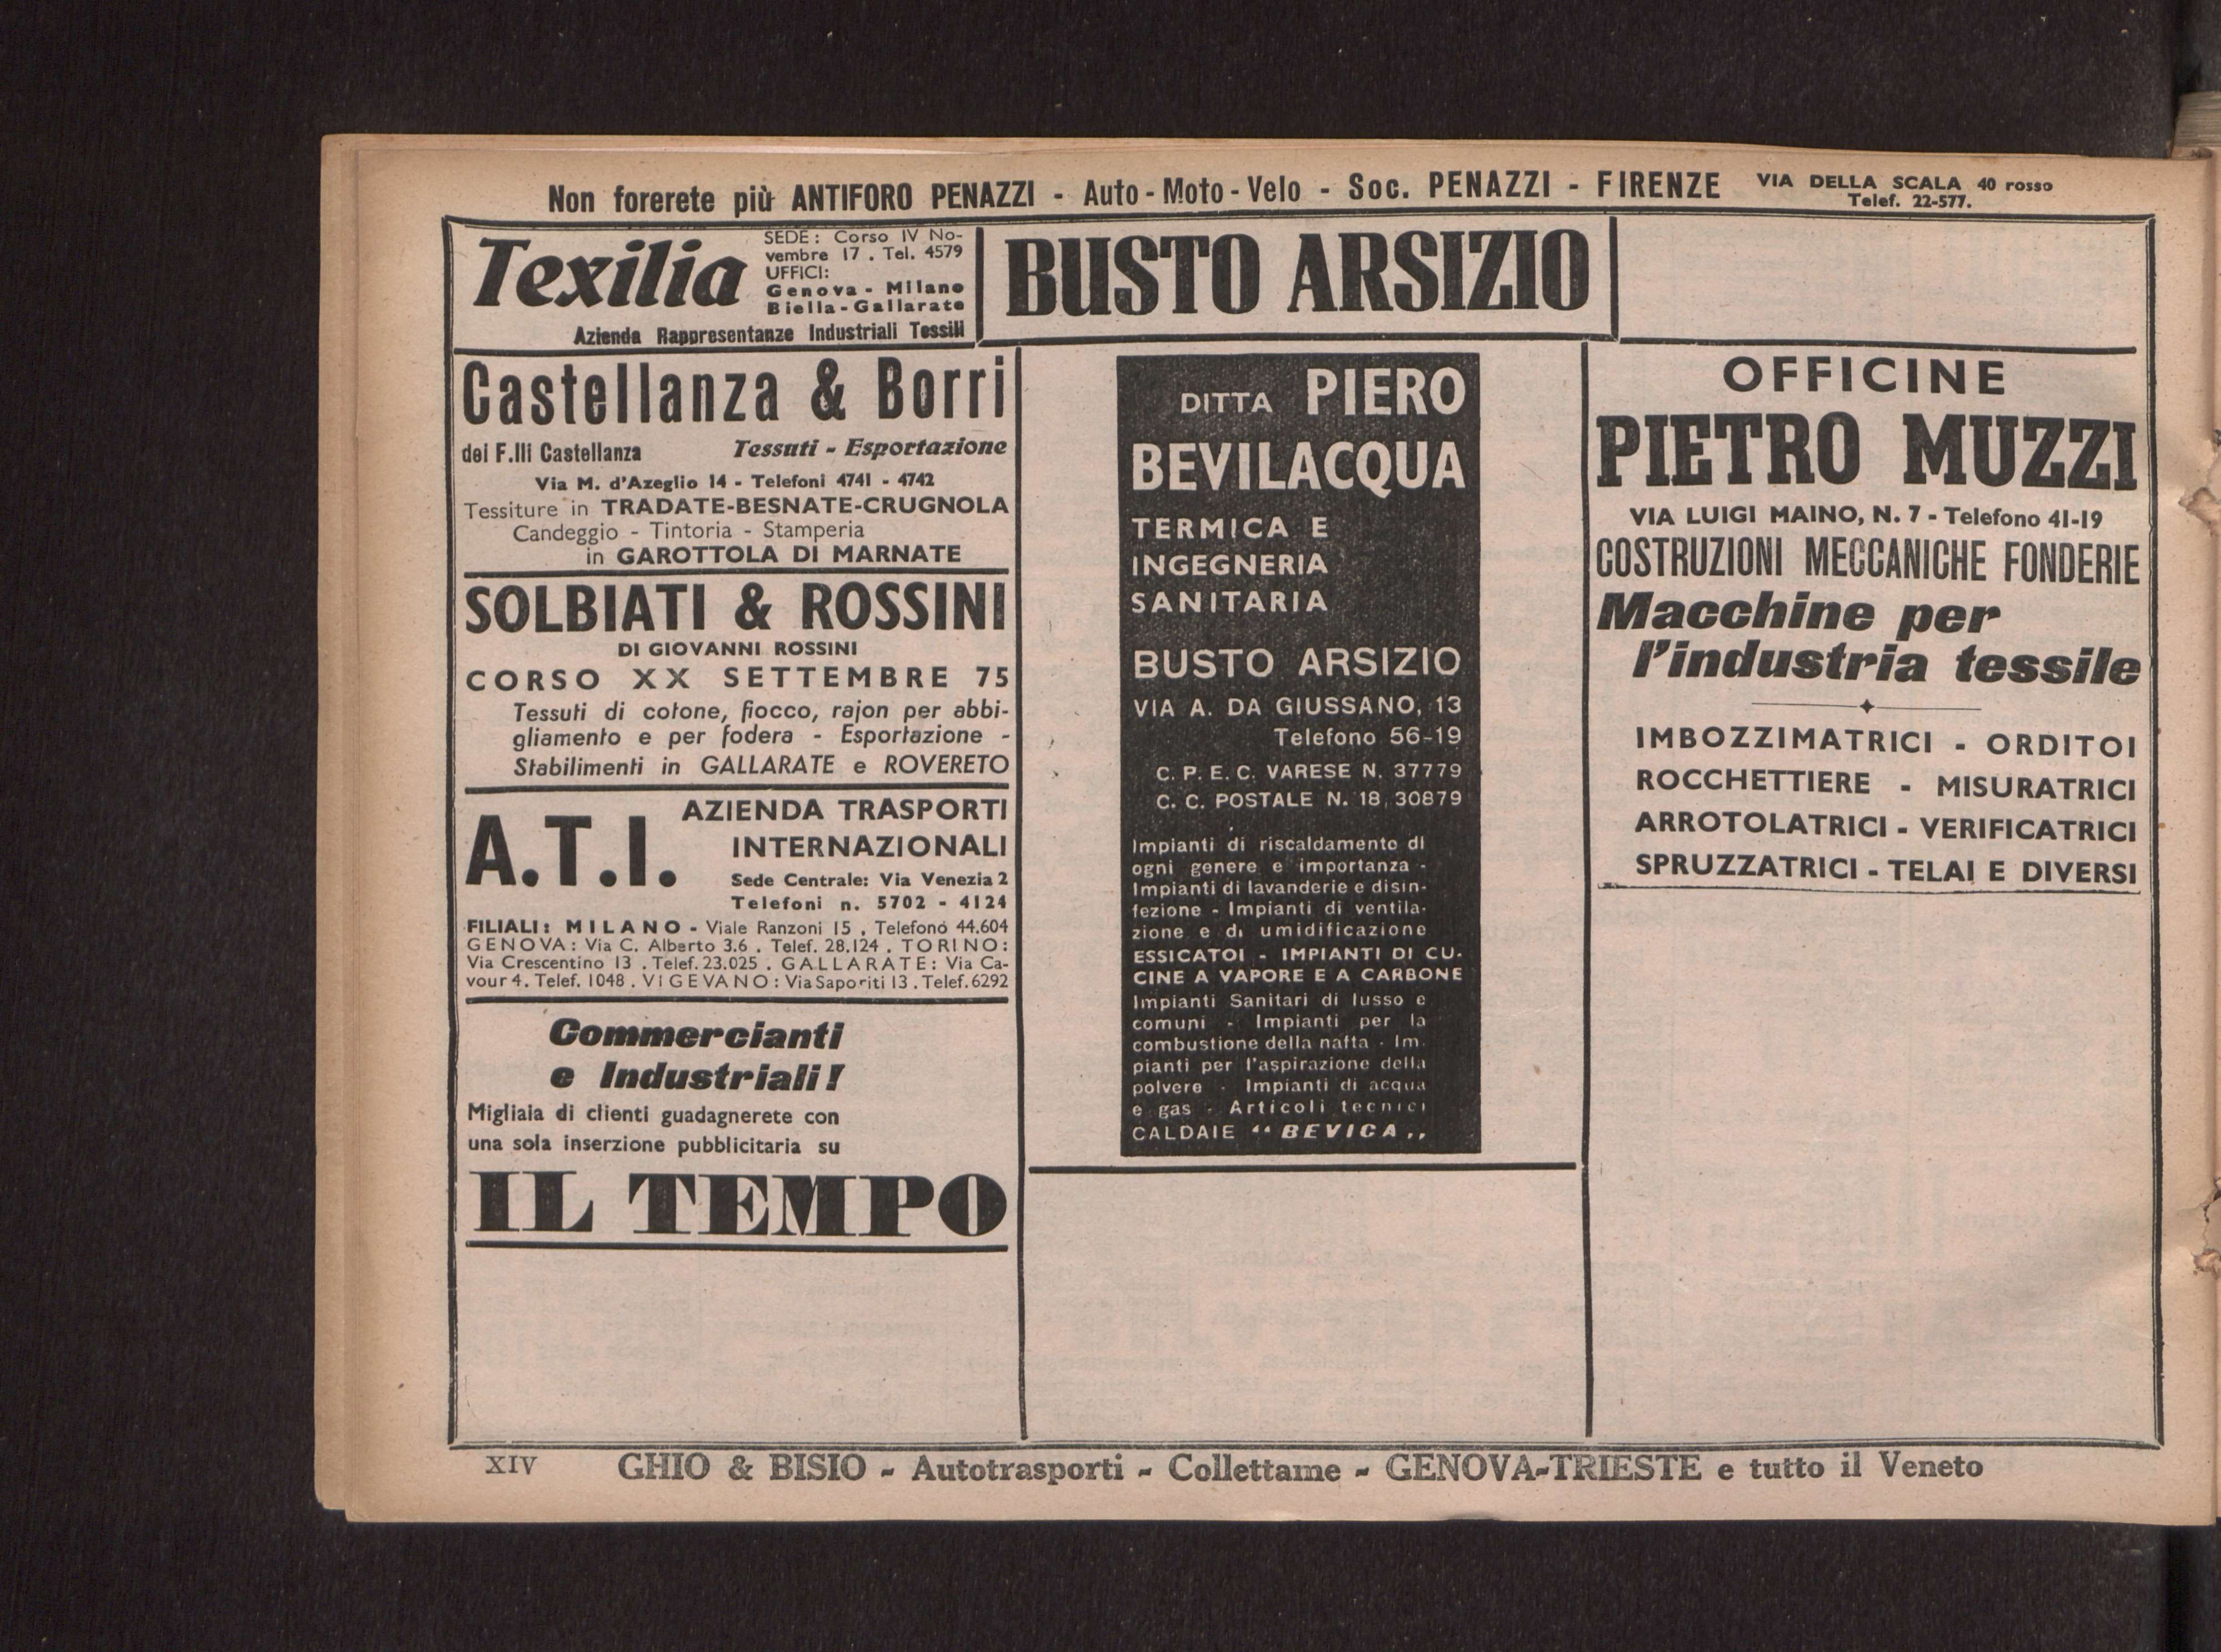 Non forerete più ANTIFORO PENAZZI - Auto - Moto - Velo - Soc. PENAZZI - FIRENZE VIA DELLA SCALA 40 rosso
Telef. 22-577.
Texilia
SEDE: Corso IV No-
vembre 17 . Tel. 4579
UFFICI:
Genova - Milano
Biella - Gallarate
Azienda Rappresentanze Industriali Tessili
BUSTO ARSIZIO
Castellanza & Borri
dei F.lli Castellanza Tessuti - Esportazione
Via M. d'Azeglio 14 - Telefoni 4741 - 4742
Tessiture in TRADATE-BESNATE-CRUGNOLA
Candeggio - Tintoria - Stamperia
in GAROTTOLA DI MARNATE
SOLBIATI & ROSSINI
DI GIOVANNI ROSSINI
CORSO XX SETTEMBRE 75
Tessuti di cotone, fiocco, rajon per abbi-
gliamento e per fodera - Esportazione -
Stabilimenti in GALLARATE e ROVERETO
A.T.I.
AZIENDA TRASPORTI
INTERNAZIONALI
Sede Centrale: Via Venezia 2
Telefoni n. 5702 - 4124
FILIALI: MILANO - Viale Ranzoni 15 . Telefono 44.604
GENOVA: Via C. Alberto 3.6 . Telef. 28.124 . TORINO:
Via Crescentino 13 . Telef. 23.025 . GALLARATE: Via Ca-
vour 4 . Telef. 1048 . VIGEVANO: Via Saporiti 13 . Telef. 6292
Commercianti
e Industriali!
Migliaia di clienti guadagnerete con
una sola inserzione pubblicitaria su
IL TEMPO
DITTA PIERO
BEVILACQUA
TERMICA E
INGEGNERIA
SANITARIA
BUSTO ARSIZIO
VIA A. DA GIUSSANO, 13
Telefono 56-19
C. P. E. C. VARESE N. 37779
C. C. POSTALE N. 18,30879
Impianti di riscaldamento di
ogni genere e importanza -
Impianti di lavanderie e disin-
fezione - Impianti di ventila-
zione e di umidificazione
ESSICATOI - IMPIANTI DI CU-
CINE A VAPORE E A CARBONE
Impianti Sanitari di lusso e
comuni - Impianti per la
combustione della nafta - Im
pianti per l'aspirazione della
polvere - Impianti di acqua
e gas - Articoli tecnici
CALDAIE “ BEVICA „
OFFICINE
PIETRO MUZZI
VIA LUIGI MAINO, N. 7 - Telefono 41-19
COSTRUZIONI MECCANICHE FONDERIE
Macchine per
l'industria tessile
IMBOZZIMATRICI - ORDITOI
ROCCHETTIERE - MISURATRICI
ARROTOLATRICI - VERIFICATRICI
SPRUZZATRICI - TELAI E DIVERSI
XIV GHIO & BISIO - Autotrasporti - Collettame - GENOVA-TRIESTE e tutto il Veneto